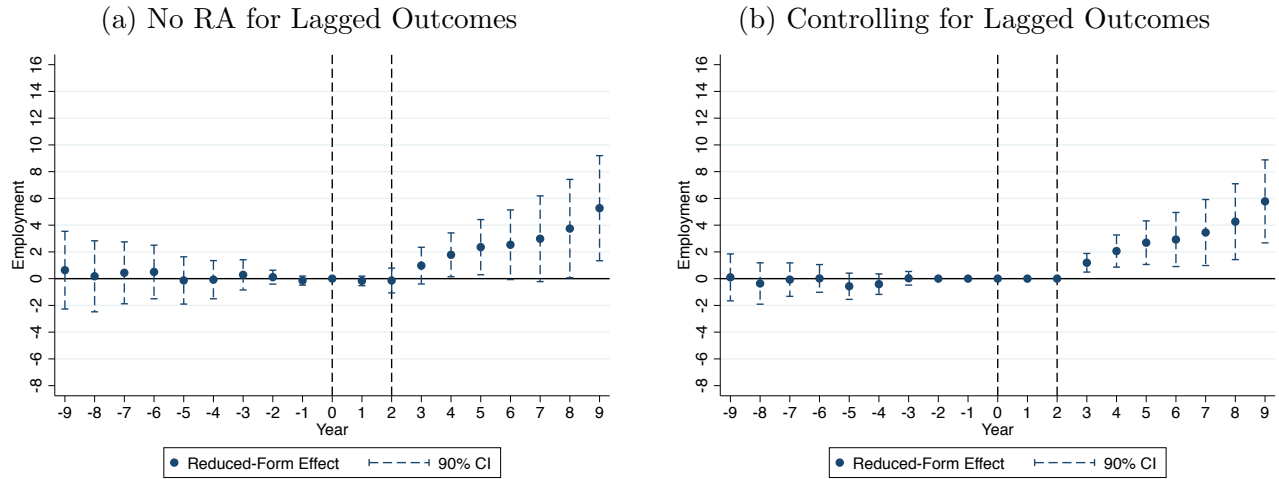 (a) No RA for Lagged Outcomes
Employment
16
14
12
10
8
6
4
2
0
-2
-4
-6
-8
-9 -8 -7 -6 -5 -4 -3 -2 -1 0 1 2 3 4 5 6 7 8 9
Year
Reduced-Form Effect 90% CI
(b) Controlling for Lagged Outcomes
Employment
16
14
12
10
8
6
4
2
0
-2
-4
-6
-8
-9 -8 -7 -6 -5 -4 -3 -2 -1 0 1 2 3 4 5 6 7 8 9
Year
Reduced-Form Effect 90% CI